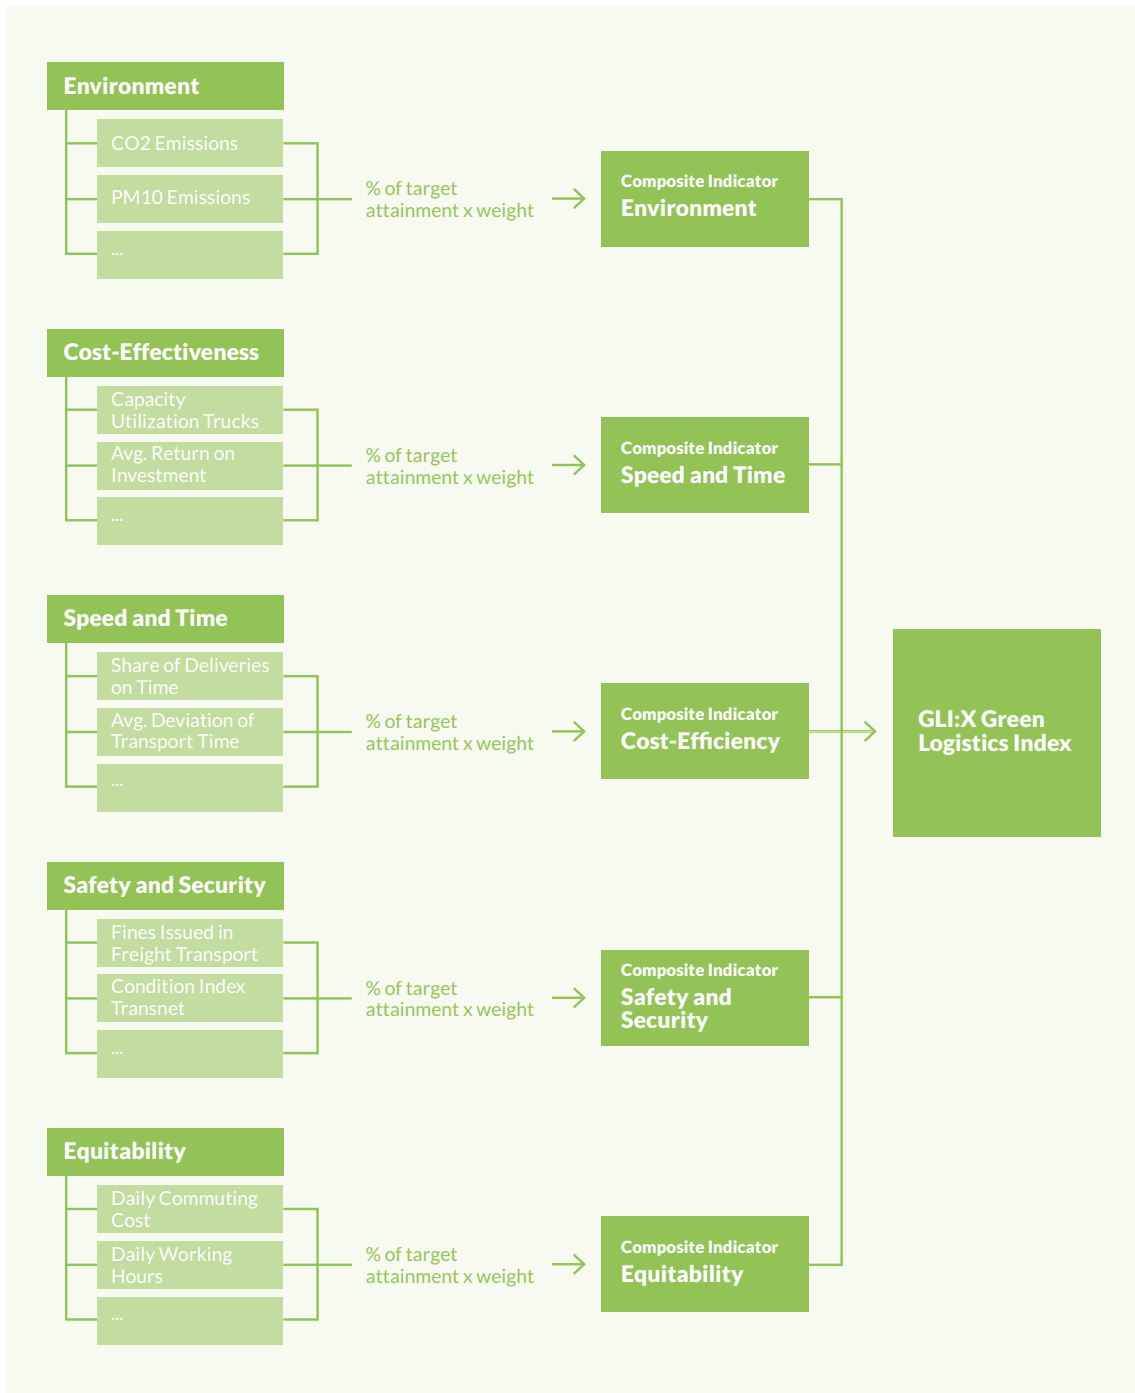 Environment
CO2 Emissions
PM10 Emissions
...
% of target
attainment x weight
Composite Indicator
Environment
Cost-Effectiveness
Capacity
Utilization Trucks
Avg. Return on
Investment
...
% of target
attainment x weight
Composite Indicator
Speed and Time
Speed and Time
Share of Deliveries
on Time
Avg. Deviation of
Transport Time
...
% of target
attainment x weight
Composite Indicator
Cost-Efficiency
GLI:X Green
Logistics Index
Safety and Security
Fines Issued in
Freight Transport
Condition Index
Transnet
...
% of target
attainment x weight
Composite Indicator
Safety and
Security
Equitability
Daily Commuting
Cost
Daily Working
Hours
...
% of target
attainment x weight
Composite Indicator
Equitability